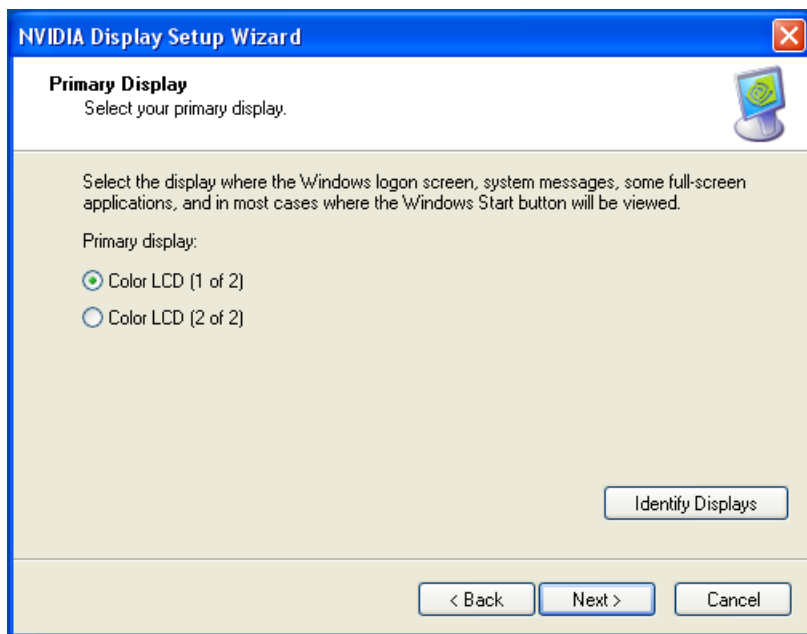 NVIDIA Display Setup Wizard
Primary Display
Select your primary display.
Select the display where the Windows logon screen, system messages, some full-screen
applications, and in most cases where the Windows Start button will be viewed.
Primary display:
Color LCD (1 of 2)
Color LCD (2 of 2)
Identify Displays
< Back
Next >
Cancel